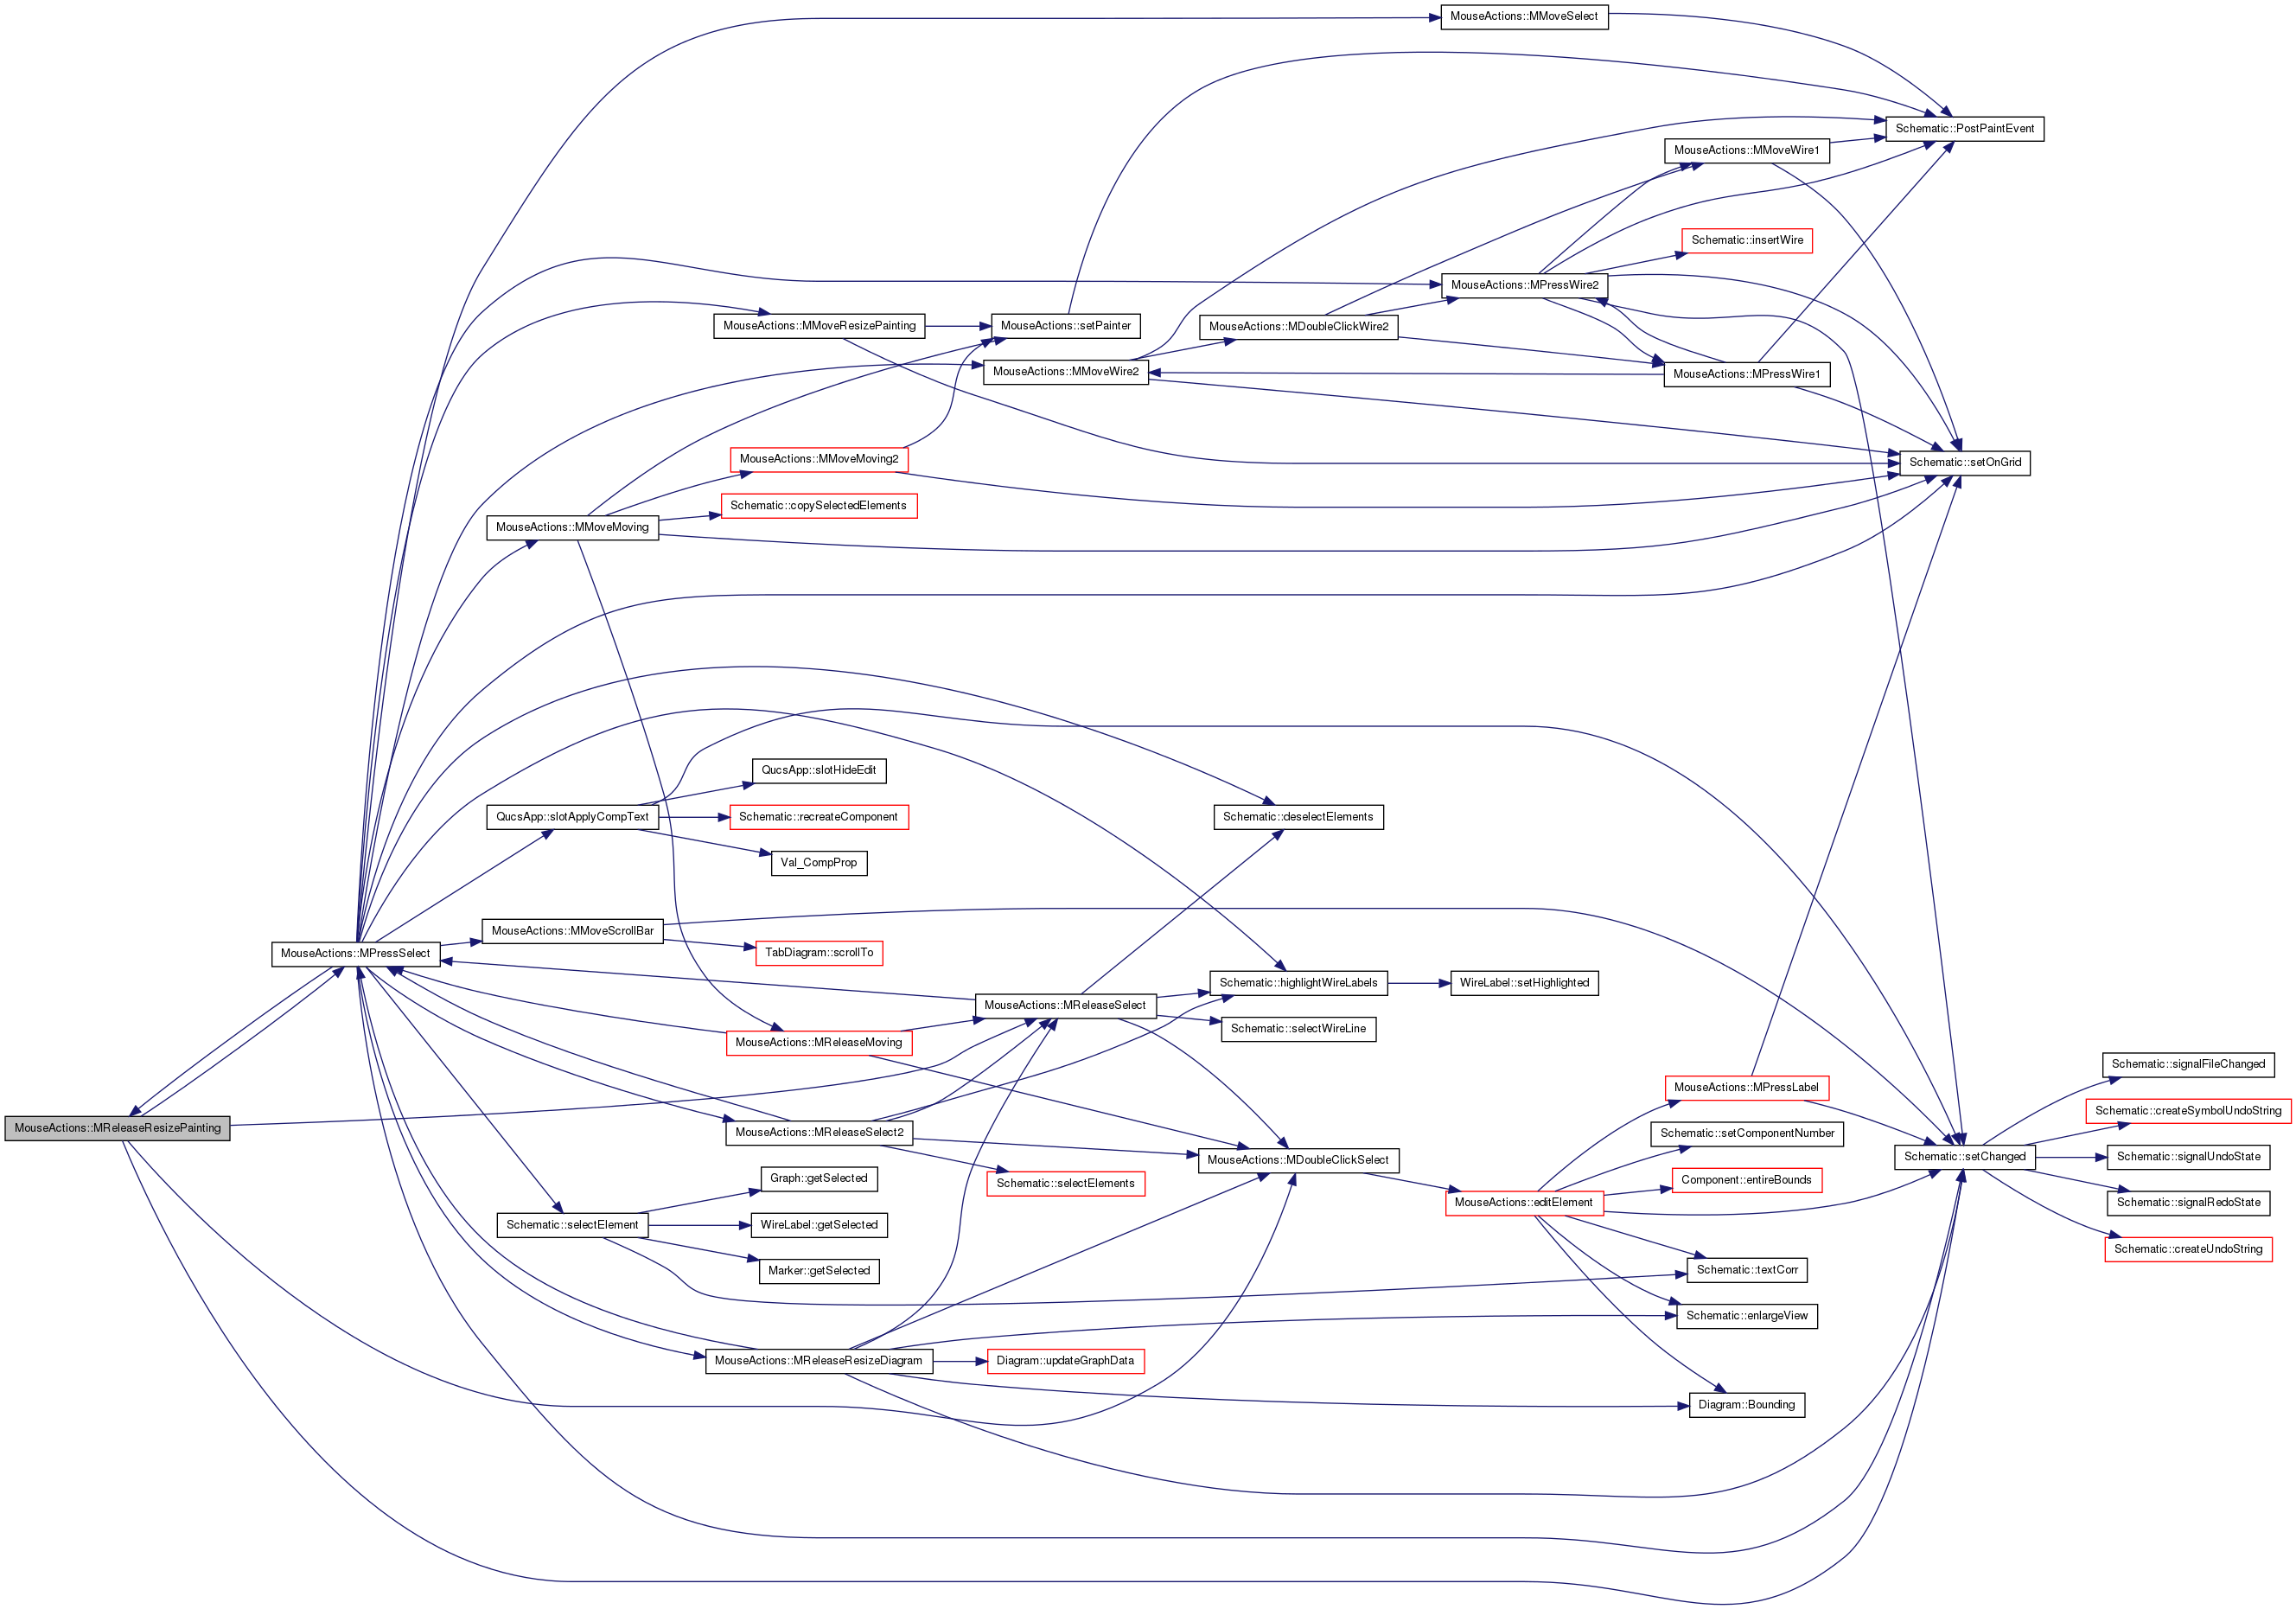 MouseActions::MMoveSelect
Schematic::PostPaintEvent
MouseActions::MMoveWire1
Schematic::insertWire
MouseActions::MPressWire2
MouseActions::MMoveResizePainting
MouseActions::setPainter
MouseActions::MDoubleClickWire2
MouseActions::MMoveWire2
MouseActions::MPressWire1
MouseActions::MMoveMoving2
Schematic::setOnGrid
Schematic::copySelectedElements
MouseActions::MMoveMoving
QucsApp::slotHideEdit
QucsApp::slotApplyCompText
Schematic::recreateComponent
Schematic::deselectElements
Val_CompProp
MouseActions::MMoveScrollBar
MouseActions::MPressSelect
TabDiagram::scrollTo
Schematic::highlightWireLabels
WireLabel::setHighlighted
MouseActions::MReleaseSelect
Schematic::selectWireLine
MouseActions::MReleaseMoving
Schematic::signalFileChanged
MouseActions::MPressLabel
Schematic::createSymbolUndoString
MouseActions::MReleaseResizePainting
MouseActions::MReleaseSelect2
Schematic::setComponentNumber
MouseActions::MDoubleClickSelect
Schematic::setChanged
Schematic::signalUndoState
Graph::getSelected
Schematic::selectElements
Component::entireBounds
MouseActions::editElement
Schematic::signalRedoState
Schematic::selectElement
WireLabel::getSelected
Schematic::createUndoString
Marker::getSelected
Schematic::textCorr
Schematic::enlargeView
MouseActions::MReleaseResizeDiagram
Diagram::updateGraphData
Diagram::Bounding